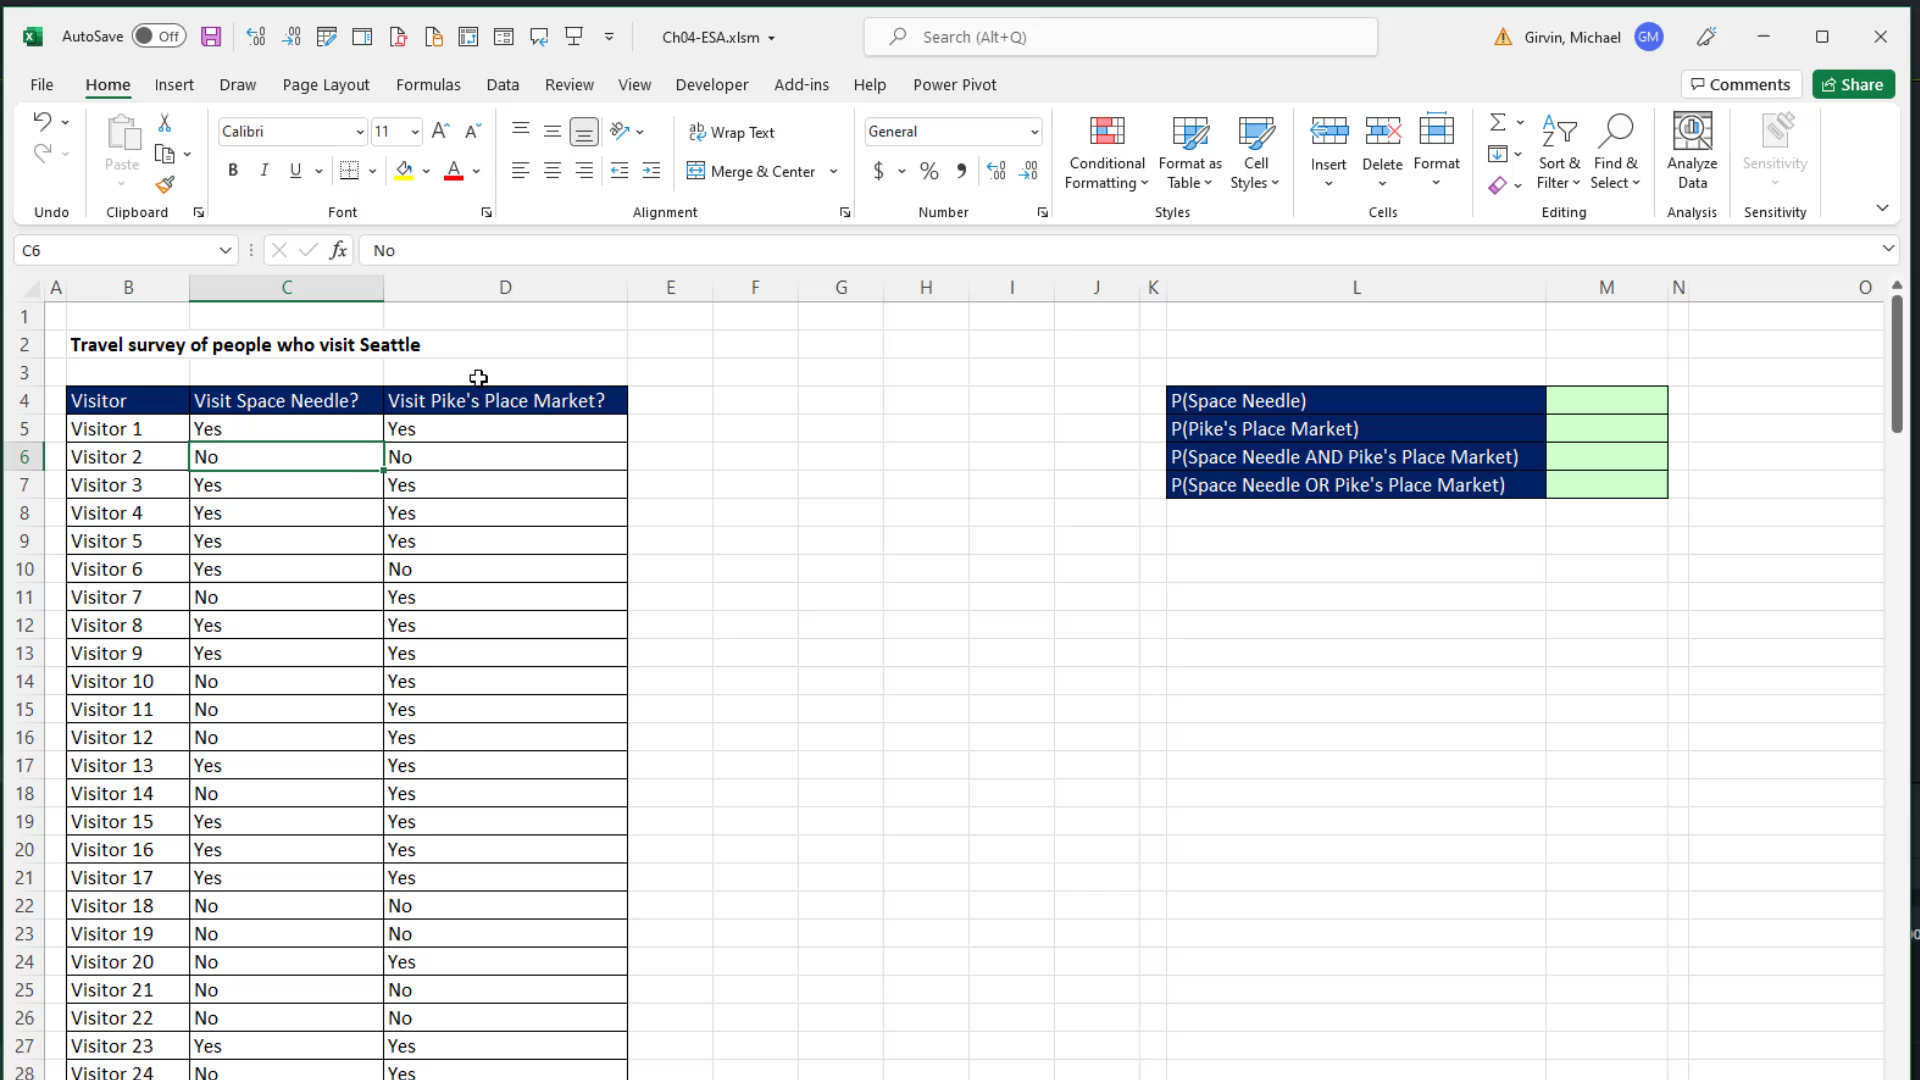 AutoSave Off Ch04-ESA.xlsm Search (Alt+Q) Girvin, Michael GM
File Home Insert Draw Page Layout Formulas Data Review View Developer Add-ins Help Power Pivot Comments Share
Paste Calibri 11 Wrap Text General Conditional Formatting Format as Table Cell Styles Insert Delete Format Sort & Filter Find & Select Analyze Data Sensitivity
B I U A Merge & Center $ %
Undo Clipboard Font Alignment Number Styles Cells Editing Analysis Sensitivity
C6 fx No
A B C D E F G H I J K L M N O
1
2 Travel survey of people who visit Seattle
3
4 Visitor Visit Space Needle? Visit Pike's Place Market? P(Space Needle)
5 Visitor 1 Yes Yes P(Pike's Place Market)
6 Visitor 2 No No P(Space Needle AND Pike's Place Market)
7 Visitor 3 Yes Yes P(Space Needle OR Pike's Place Market)
8 Visitor 4 Yes Yes
9 Visitor 5 Yes Yes
10 Visitor 6 Yes No
11 Visitor 7 No Yes
12 Visitor 8 Yes Yes
13 Visitor 9 Yes Yes
14 Visitor 10 No Yes
15 Visitor 11 No Yes
16 Visitor 12 No Yes
17 Visitor 13 Yes Yes
18 Visitor 14 No Yes
19 Visitor 15 Yes Yes
20 Visitor 16 Yes Yes
21 Visitor 17 Yes Yes
22 Visitor 18 No No
23 Visitor 19 No No
24 Visitor 20 No Yes
25 Visitor 21 No No
26 Visitor 22 No No
27 Visitor 23 Yes Yes
28 Visitor 24 No Yes